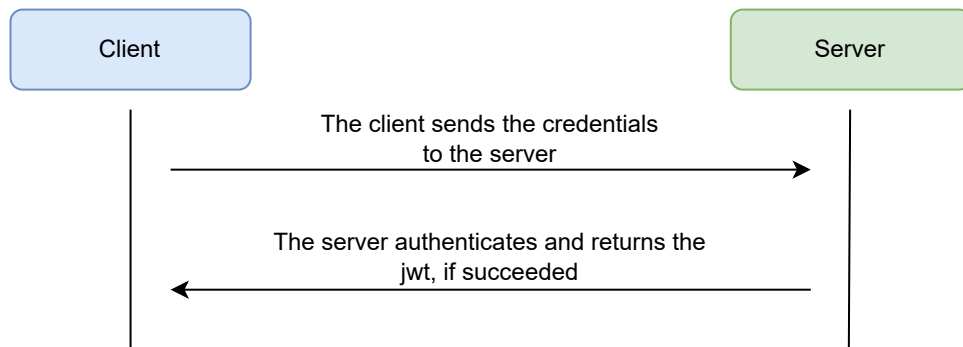 Client
Server
The client sends the credentials
to the server
The server authenticates and returns the
jwt, if succeeded